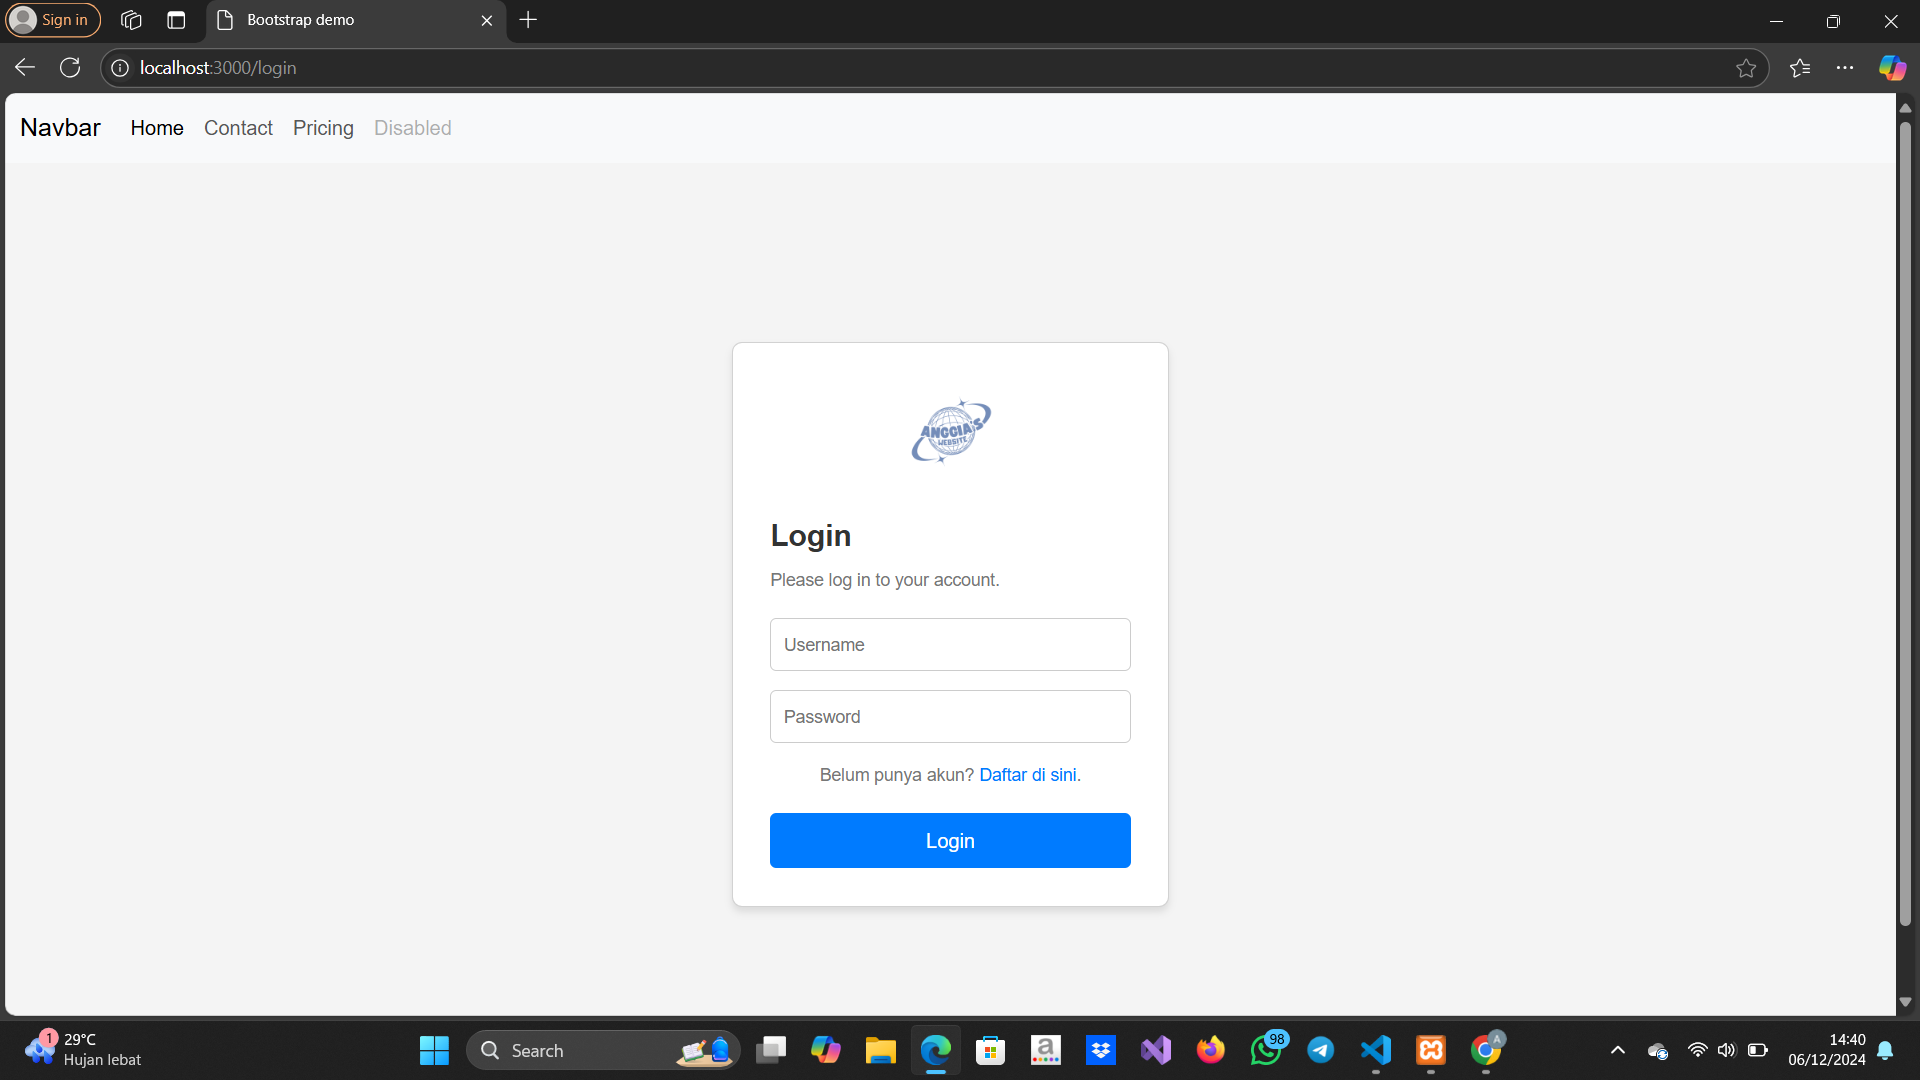 Sign in
Bootstrap demo
localhost:3000/login
Navbar Home Contact Pricing Disabled
ANGGIA'S
WEBSITE
Login
Please log in to your account.
Username
Password
Belum punya akun? Daftar di sini.
Login
1
29°C
Hujan lebat
Search
a
98
A
14:40
06/12/2024